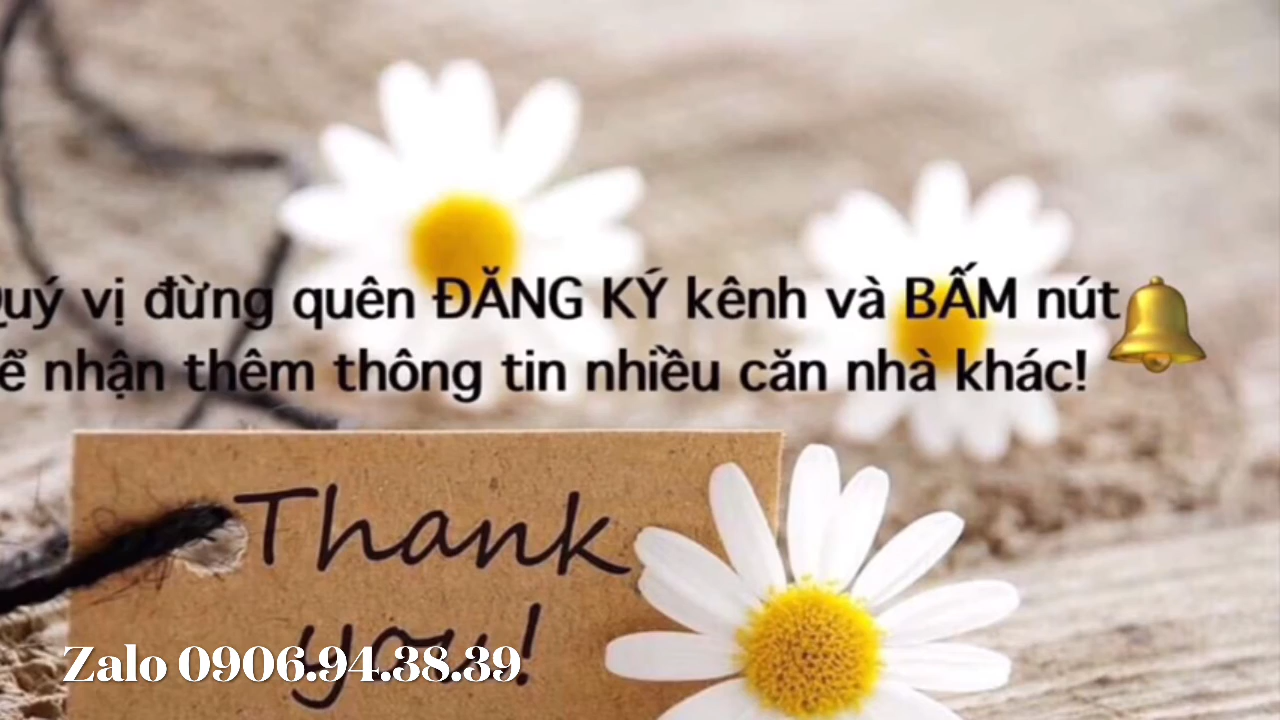 Quý vị đừng quên ĐĂNG KÝ kênh và BẤM nút
ể nhận thêm thông tin nhiều căn nhà khác!
Thank
you!
Zalo 0906.94.38.39